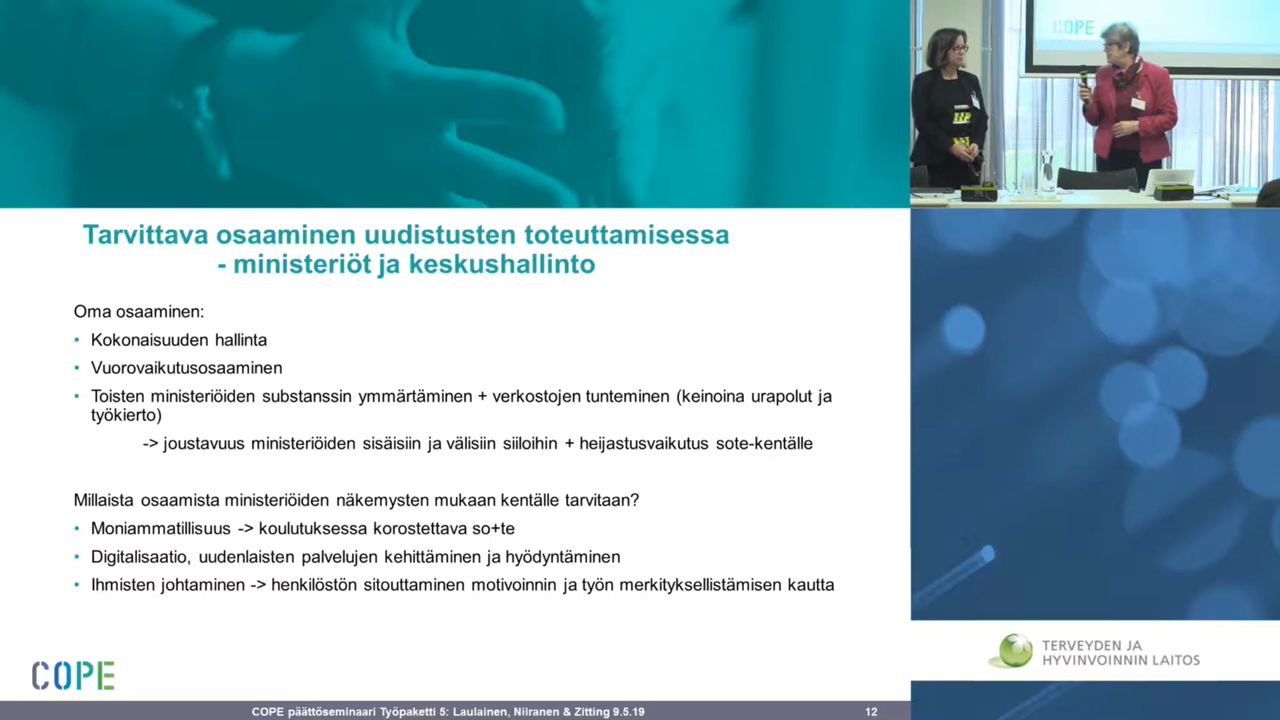 COPE
Tarvittava osaaminen uudistusten toteuttamisessa
- ministeriöt ja keskushallinto
Oma osaaminen:
• Kokonaisuuden hallinta
• Vuorovaikutusosaaminen
• Toisten ministeriöiden substanssin ymmärtäminen + verkostojen tunteminen (keinoina urapolut ja
työkierto)
-> joustavuus ministeriöiden sisäisiin ja välisiin siiloihin + heijastusvaikutus sote-kentälle
Millaista osaamista ministeriöiden näkemysten mukaan kentälle tarvitaan?
• Moniammatillisuus -> koulutuksessa korostettava so+te
• Digitalisaatio, uudenlaisten palvelujen kehittäminen ja hyödyntäminen
• Ihmisten johtaminen -> henkilöstön sitouttaminen motivoinnin ja työn merkityksellistämisen kautta
TERVEYDEN JA
HYVINVOINNIN LAITOS
COPE
COPE päättöseminaari Työpaketti 5: Laulainen, Niiranen & Zitting 9.5.19
12